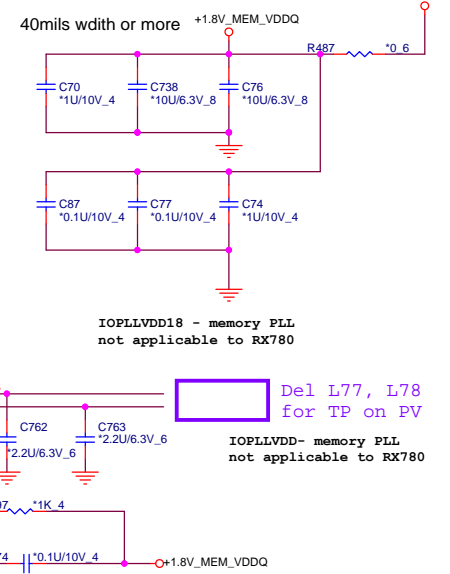 40mils wdith or more
+1.8V_MEM_VDDQ
R487
*0_6
C70
*1U/10V_4
C738
*10U/6.3V_8
C76
*10U/6.3V_8
C87
*0.1U/10V_4
C77
*0.1U/10V_4
C74
*1U/10V_4
IOPLLVDD18 - memory PLL
not applicable to RX780
Del L77, L78
for TP on PV
C762
*2.2U/6.3V_6
C763
*2.2U/6.3V_6
IOPLLVDD- memory PLL
not applicable to RX780
*1K_4
*0.1U/10V_4
+1.8V_MEM_VDDQ